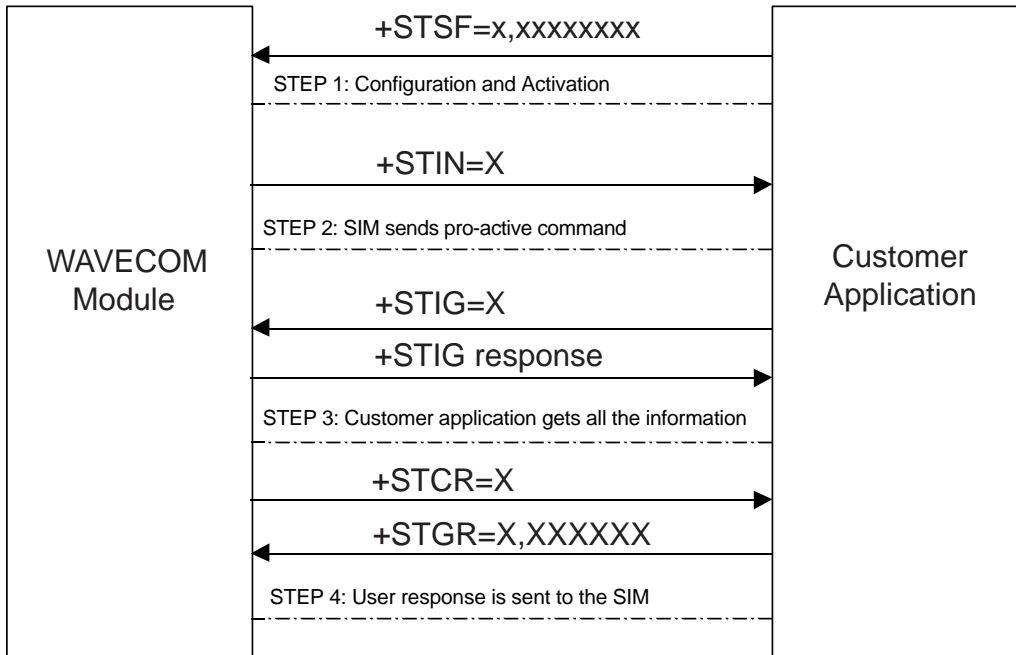 +STSF=x,xxxxxxxx
STEP 1: Configuration and Activation
+STIN=X
STEP 2: SIM sends pro-active command
WAVECOM
Module
Customer
Application
+STIG=X
+STIG response
STEP 3: Customer application gets all the information
+STCR=X
+STGR=X,XXXXXX
STEP 4: User response is sent to the SIM